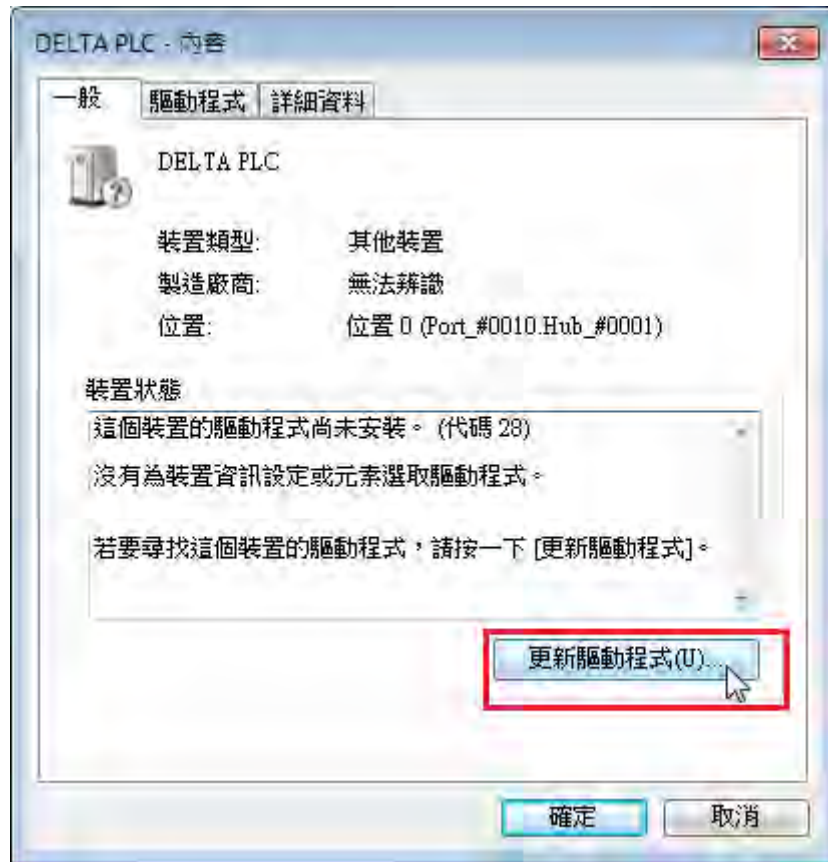 DELTA PLC - 內容
一般 驅動程式 詳細資料
DELTA PLC
裝置類型: 其他裝置
製造廠商: 無法辨識
位置: 位置 0 (Port_#0010.Hub_#0001)
裝置狀態
這個裝置的驅動程式尚未安裝。 (代碼 28)
沒有為裝置資訊設定或元素選取驅動程式。
若要尋找這個裝置的驅動程式，請按一下 [更新驅動程式]。
更新驅動程式(U)...
確定 取消